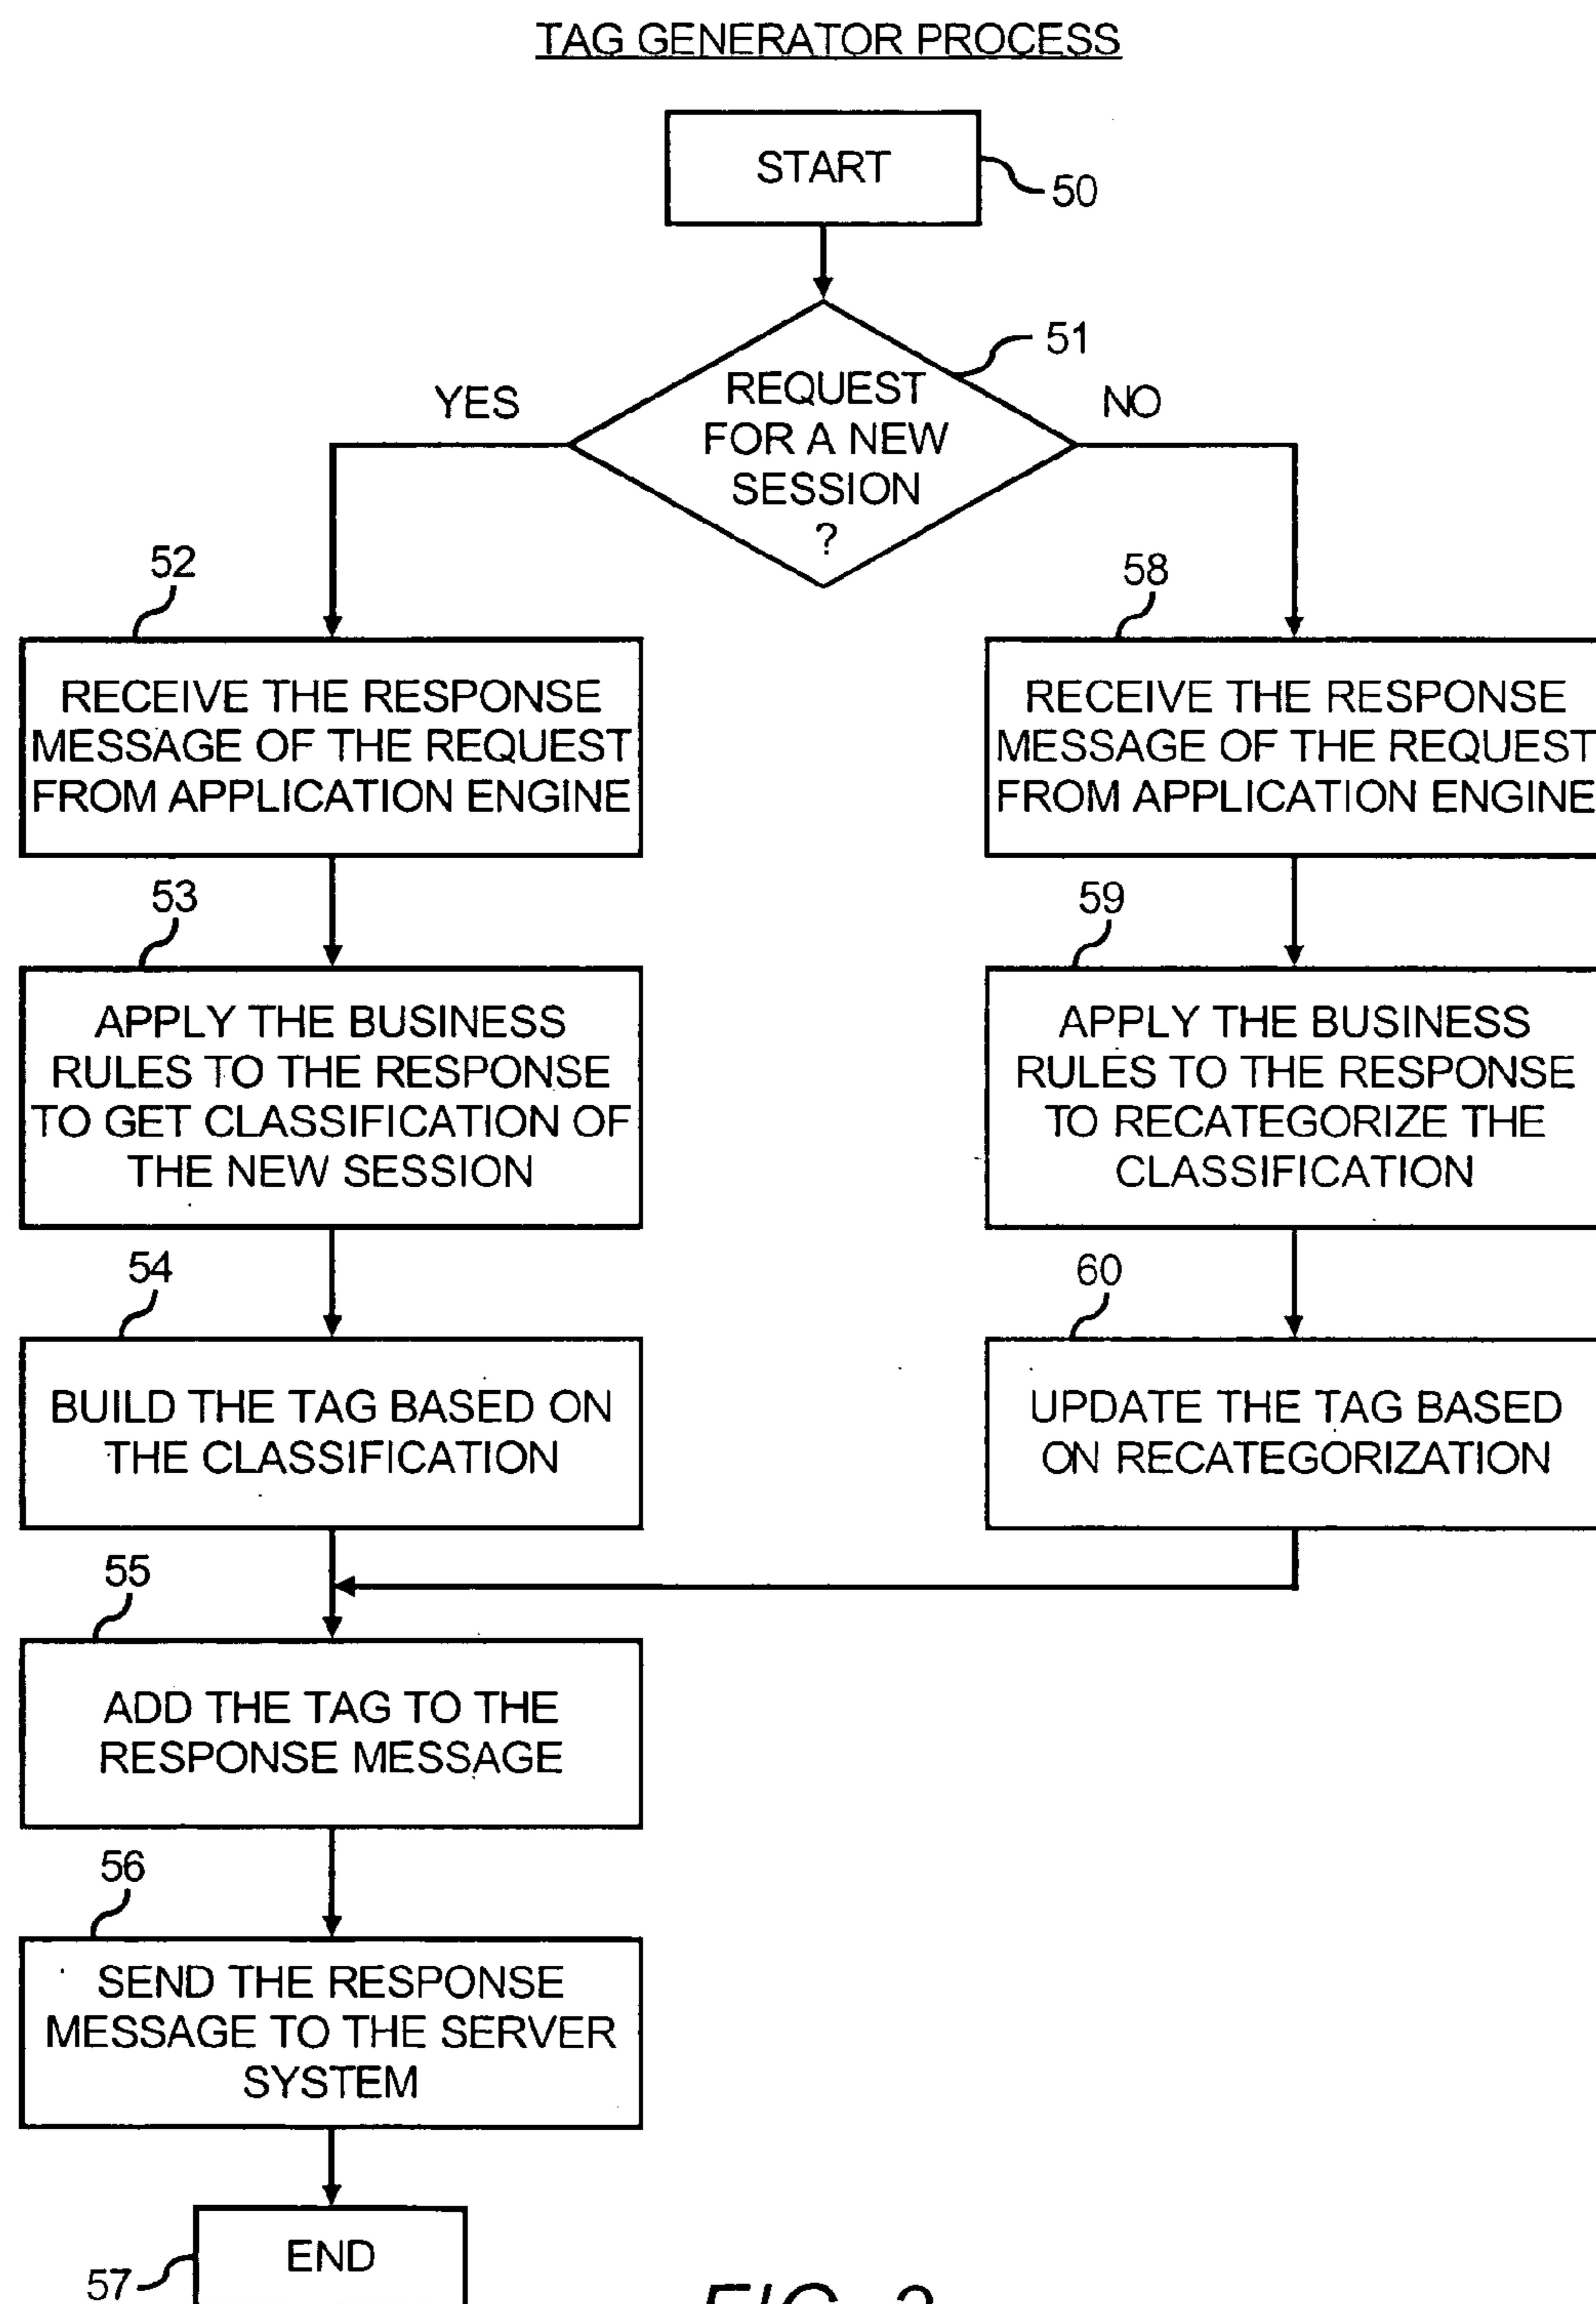 TAG GENERATOR PROCESS
START
50
51
REQUEST
FOR A NEW
SESSION
?
YES
NO
52
RECEIVE THE RESPONSE
MESSAGE OF THE REQUEST
FROM APPLICATION ENGINE
58
RECEIVE THE RESPONSE
MESSAGE OF THE REQUEST
FROM APPLICATION ENGINE
53
APPLY THE BUSINESS
RULES TO THE RESPONSE
TO GET CLASSIFICATION OF
THE NEW SESSION
59
APPLY THE BUSINESS
RULES TO THE RESPONSE
TO RECATEGORIZE THE
CLASSIFICATION
54
BUILD THE TAG BASED ON
THE CLASSIFICATION
60
UPDATE THE TAG BASED
ON RECATEGORIZATION
55
ADD THE TAG TO THE
RESPONSE MESSAGE
56
SEND THE RESPONSE
MESSAGE TO THE SERVER
SYSTEM
END
57